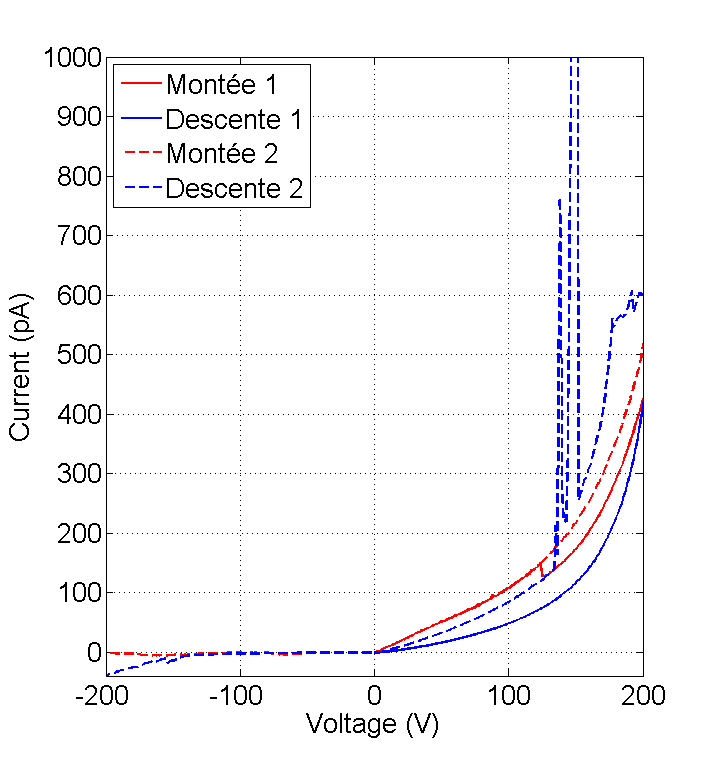 1000
900
800
700
600
500
400
300
200
100
0
Montée 1
Descente 1
Montée 2
Descente 2
Current (pA)
-200 -100 0 100 200
Voltage (V)